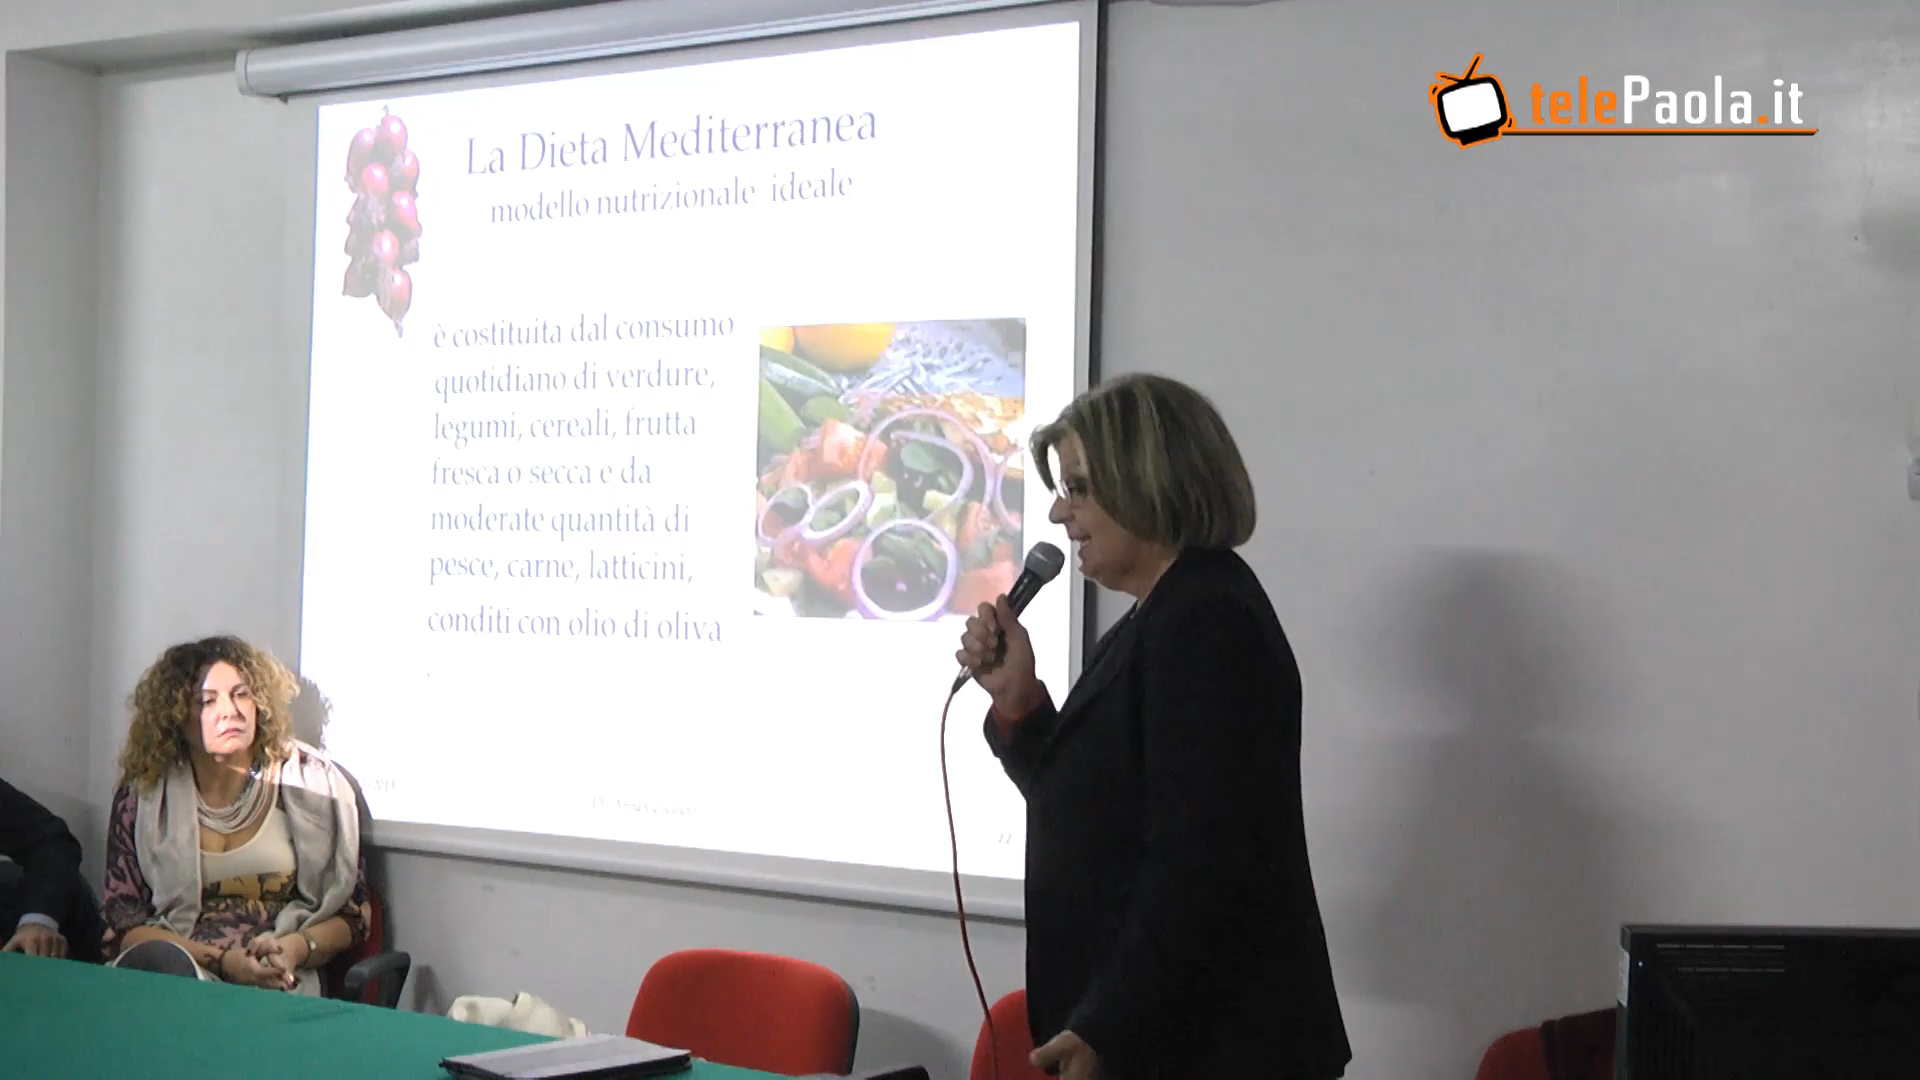 telePaola.it
La Dieta Mediterranea
modello nutrizionale ideale
è costituita dal consumo
quotidiano di verdure,
legumi, cereali, frutta
fresca o secca e da
moderate quantità di
pesce, carne, latticini,
conditi con olio di oliva
.